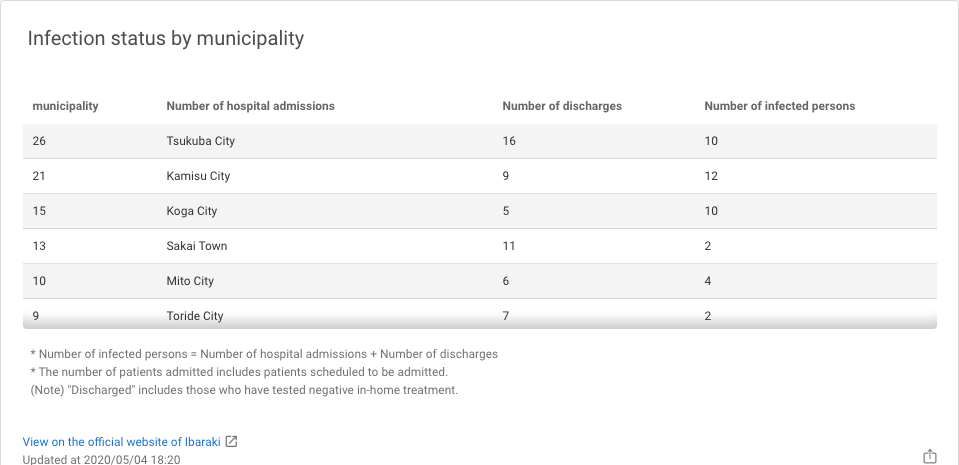 Infection status by municipality
municipality Number of hospital admissions Number of discharges Number of infected persons
26 Tsukuba City 16 10
21 Kamisu City 9 12
15 Koga City 5 10
13 Sakai Town 11 2
10 Mito City 6 4
9 Toride City 7 2
* Number of infected persons = Number of hospital admissions + Number of discharges
* The number of patients admitted includes patients scheduled to be admitted.
(Note) "Discharged" includes those who have tested negative in-home treatment.
View on the official website of Ibaraki
Updated at 2020/05/04 18:20